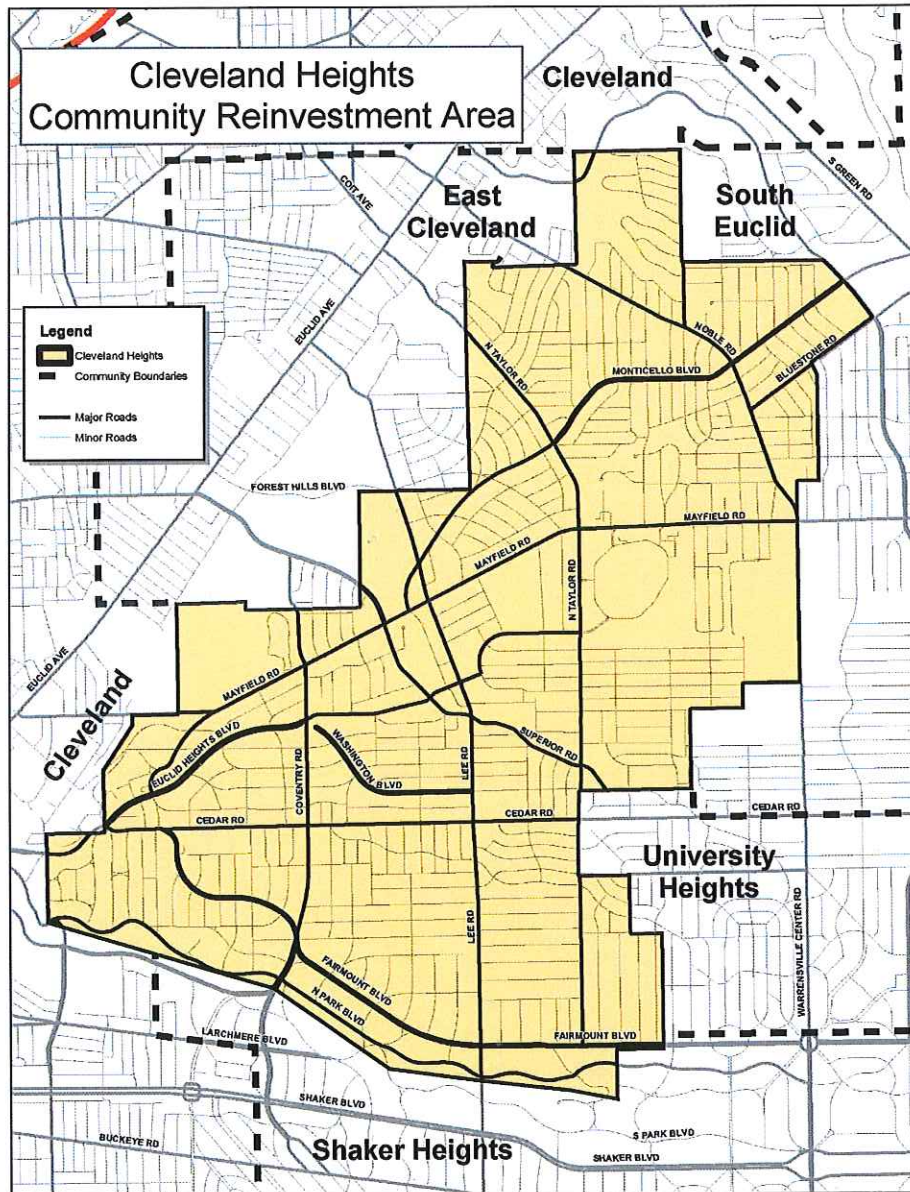 Cleveland Heights
Community Reinvestment Area
Cleveland
East
Cleveland
South
Euclid
S GREEN RD
COIT AVE
EUCLID AVE
Legend
Cleveland Heights
Community Boundaries
Major Roads
Minor Roads
N TAYLOR RD
NOBLE RD
MONTICELLO BLVD
BLUESTONE RD
FOREST HILLS BLVD
MAYFIELD RD
MAYFIELD RD
N TAYLOR RD
EUCLID AVE
MAYFIELD RD
Cleveland
EUCLID HEIGHTS BLVD
COVENTRY RD
WASHINGTON BLVD
LEE RD
SUPERIOR RD
CEDAR RD
CEDAR RD
CEDAR RD
University
Heights
LEE RD
WARRENSVILLE CENTER RD
FAIRMOUNT BLVD
N PARK BLVD
FAIRMOUNT BLVD
LARCHMERE BLVD
SHAKER BLVD
BUCKEYE RD
Shaker Heights
S PARK BLVD
SHAKER BLVD